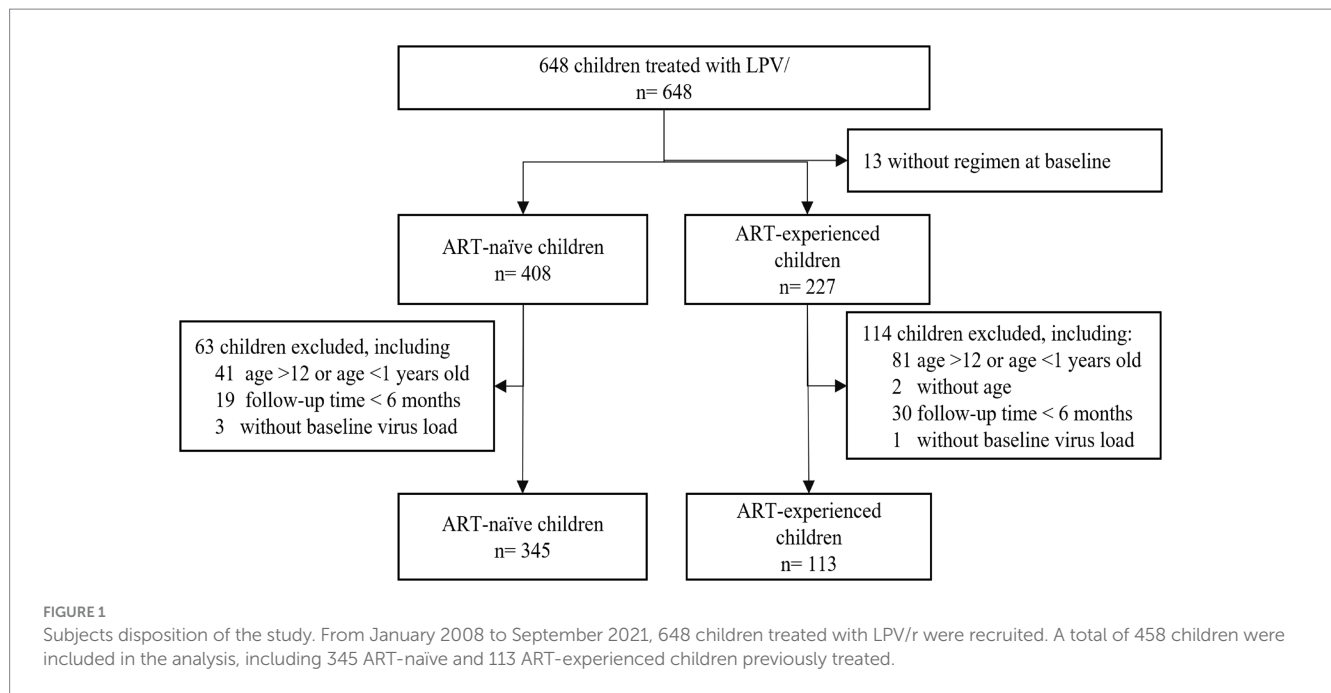 648 children treated with LPV/
n= 648
13 without regimen at baseline
ART-naïve children
n= 408
ART-experienced
children
n= 227
63 children excluded, including
41 age >12 or age <1 years old
19 follow-up time < 6 months
3 without baseline virus load
114 children excluded, including:
81 age >12 or age <1 years old
2 without age
30 follow-up time < 6 months
1 without baseline virus load
ART-naïve children
n= 345
ART-experienced
children
n= 113
FIGURE 1
Subjects disposition of the study. From January 2008 to September 2021, 648 children treated with LPV/r were recruited. A total of 458 children were
included in the analysis, including 345 ART-naïve and 113 ART-experienced children previously treated.